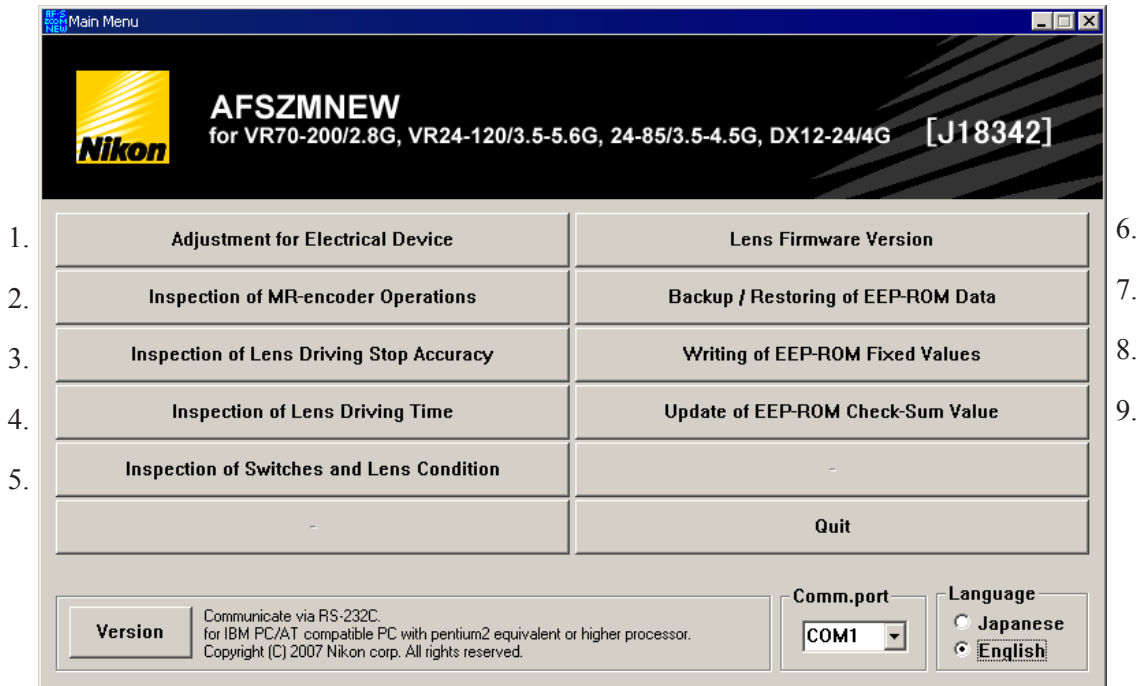 AF-S ZOOM NEW Main Menu
Nikon
AFSZMNEW
for VR70-200/2.8G, VR24-120/3.5-5.6G, 24-85/3.5-4.5G, DX12-24/4G [J18342]
1. Adjustment for Electrical Device
Lens Firmware Version 6.
2. Inspection of MR-encoder Operations
Backup / Restoring of EEP-ROM Data 7.
3. Inspection of Lens Driving Stop Accuracy
Writing of EEP-ROM Fixed Values 8.
4. Inspection of Lens Driving Time
Update of EEP-ROM Check-Sum Value 9.
5. Inspection of Switches and Lens Condition
-
-
Quit
Version
Communicate via RS-232C.
for IBM PC/AT compatible PC with pentium2 equivalent or higher processor.
Copyright (C) 2007 Nikon corp. All rights reserved.
Comm.port
COM1
Language
Japanese
English